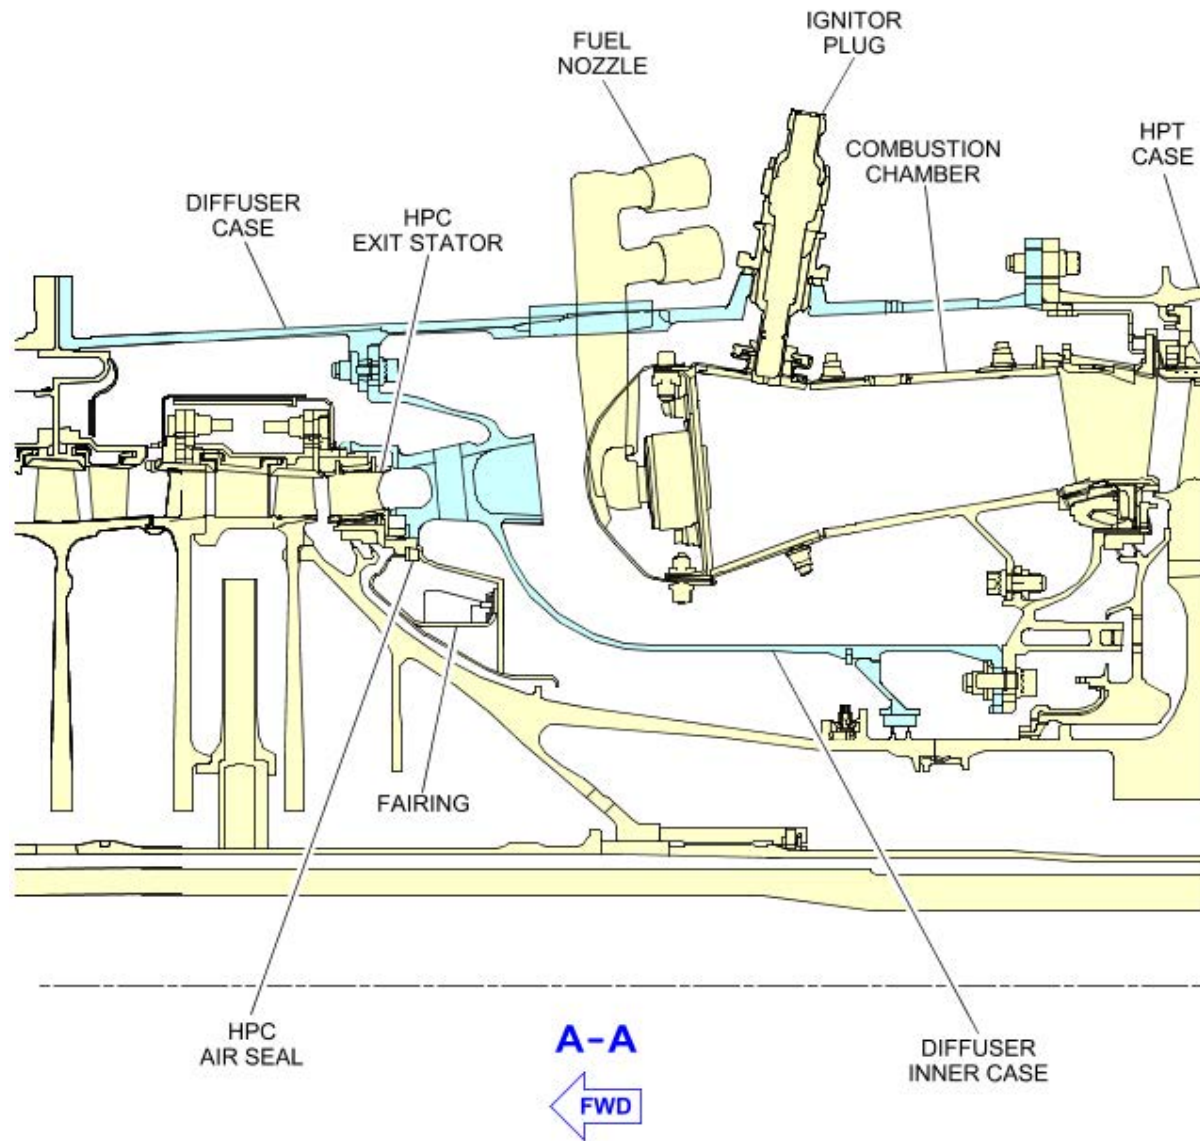 IGNITOR
PLUG
FUEL
NOZZLE
COMBUSTION
CHAMBER
HPT
CASE
DIFFUSER
CASE
HPC
EXIT STATOR
FAIRING
HPC
AIR SEAL
A-A
DIFFUSER
INNER CASE
FWD